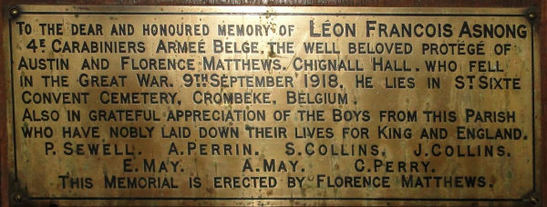 To the dear and honoured memory of Léon Francois Asnong
4E Carabiniers Armeé Belge. the well beloved protégé of
Austin and Florence Matthews. Chignall Hall. who fell
in the Great War. 9TH September 1918. He lies in St Sixte
Convent Cemetery, Crombeke, Belgium.
Also in grateful appreciation of the Boys from this Parish
who have nobly laid down their lives for King and England.
P. Sewell. A. Perrin. S. Collins. J. Collins.
E. May. A. May. C. Perry.
This Memorial is erected by Florence Matthews.